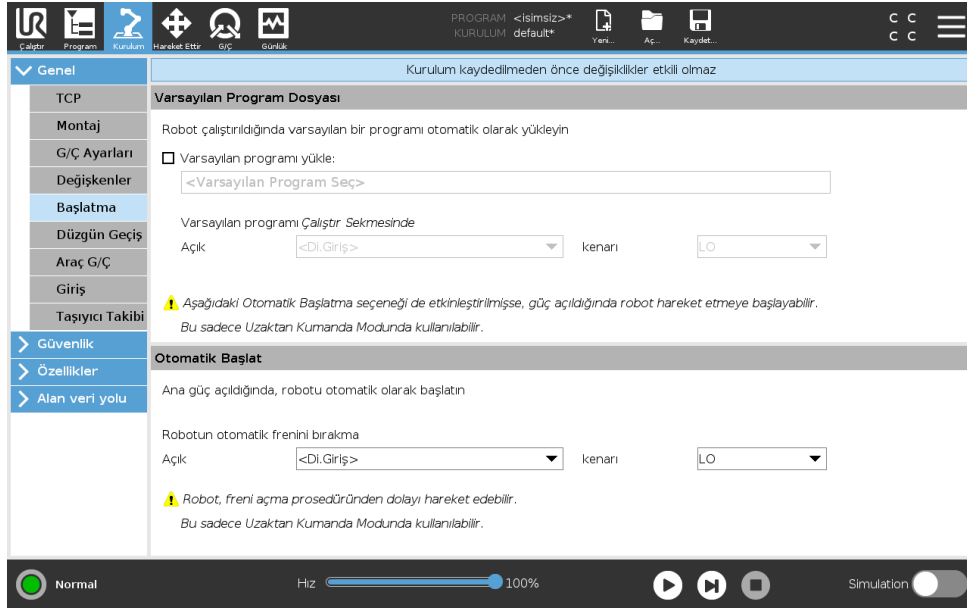 PROGRAM <isimsiz>*
KURULUM default*
C C
C C
Çalıştır Program Kurulum Hareket Ettir G/Ç Günlük Yeni... Aç... Kaydet...
Genel
TCP
Montaj
G/Ç Ayarları
Değişkenler
Başlatma
Düzgün Geçiş
Araç G/Ç
Giriş
Taşıyıcı Takibi
Güvenlik
Özellikler
Alan veri yolu
Kurulum kaydedilmeden önce değişiklikler etkili olmaz
Varsayılan Program Dosyası
Robot çalıştırıldığında varsayılan bir programı otomatik olarak yükleyin
Varsayılan programı yükle:
<Varsayılan Program Seç>
Varsayılan programı Çalıştır Sekmesinde
Açık <Di.Giriş> kenarı LO
Aşağıdaki Otomatik Başlatma seçeneği de etkinleştirilmişse, güç açıldığında robot hareket etmeye başlayabilir.
Bu sadece Uzaktan Kumanda Modunda kullanılabilir.
Otomatik Başlat
Ana güç açıldığında, robotu otomatik olarak başlatın
Robotun otomatik frenini bırakma
Açık <Di.Giriş> kenarı LO
Robot, freni açma prosedüründen dolayı hareket edebilir.
Bu sadece Uzaktan Kumanda Modunda kullanılabilir.
Normal Hız 100% Simulation